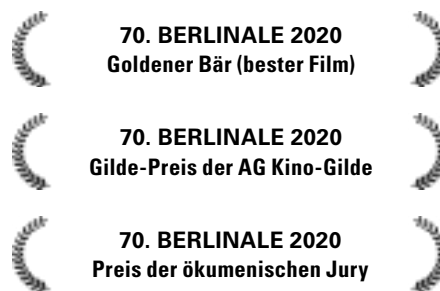 70. BERLINALE 2020
Goldener Bär (bester Film)
70. BERLINALE 2020
Gilde-Preis der AG Kino-Gilde
70. BERLINALE 2020
Preis der ökumenischen Jury